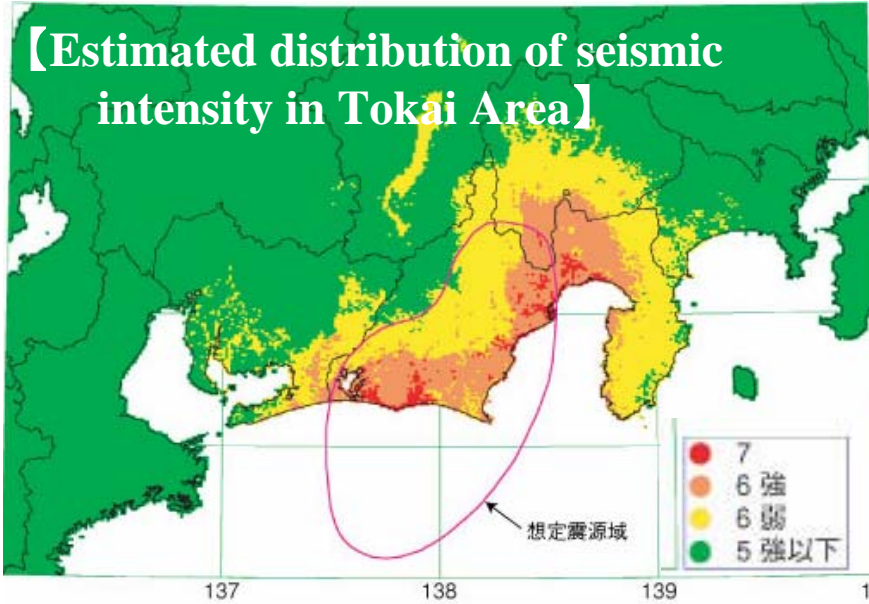 【Estimated distribution of seismic
intensity in Tokai Area】
7
6 強
6 弱
5 強以下
想定震源域
137
138
139
1